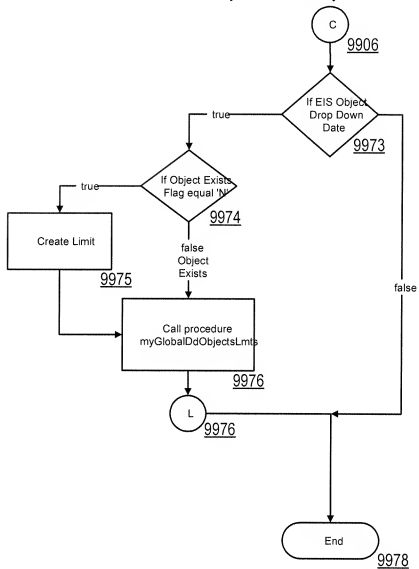 C
9906
If EIS Object
Drop Down
Date
9973
true
If Object Exists
Flag equal 'N'
9974
true
Create Limit
9975
false
Object
Exists
false
Call procedure
myGlobalDdObjectsLmts
9976
L
9976
End
9978